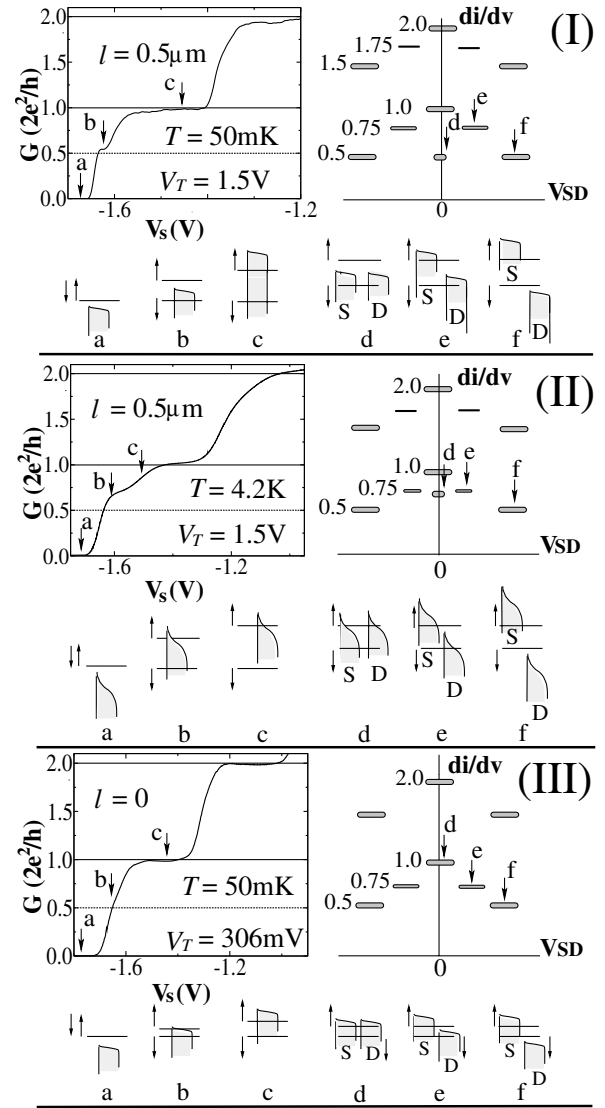 2.0
1.5
1.0
0.5
0.0
G (2e²/h)
l = 0.5μm
c
b
a
T = 50mK
V_T = 1.5V
-1.6
-1.4
-1.2
V_S(V)
di/dv
(I)
2.0
1.75
1.5
1.0
e
0.75
d
f
0.5
0
V_SD
S
D
S
D
S
D
a
b
c
d
e
f
2.0
1.5
1.0
0.5
0.0
G (2e²/h)
l = 0.5μm
c
b
a
T = 4.2K
V_T = 1.5V
-1.6
-1.2
V_S(V)
di/dv
(II)
2.0
1.0
d
e
f
0.75
0.5
0
V_SD
S
D
S
D
S
D
a
b
c
d
e
f
2.0
1.5
1.0
0.5
0.0
G (2e²/h)
l = 0
c
b
a
T = 50mK
V_T = 306mV
-1.6
-1.2
V_S(V)
di/dv
(III)
2.0
d
1.0
e
f
0.75
0.5
0
V_SD
S
D
S
D
S
D
a
b
c
d
e
f